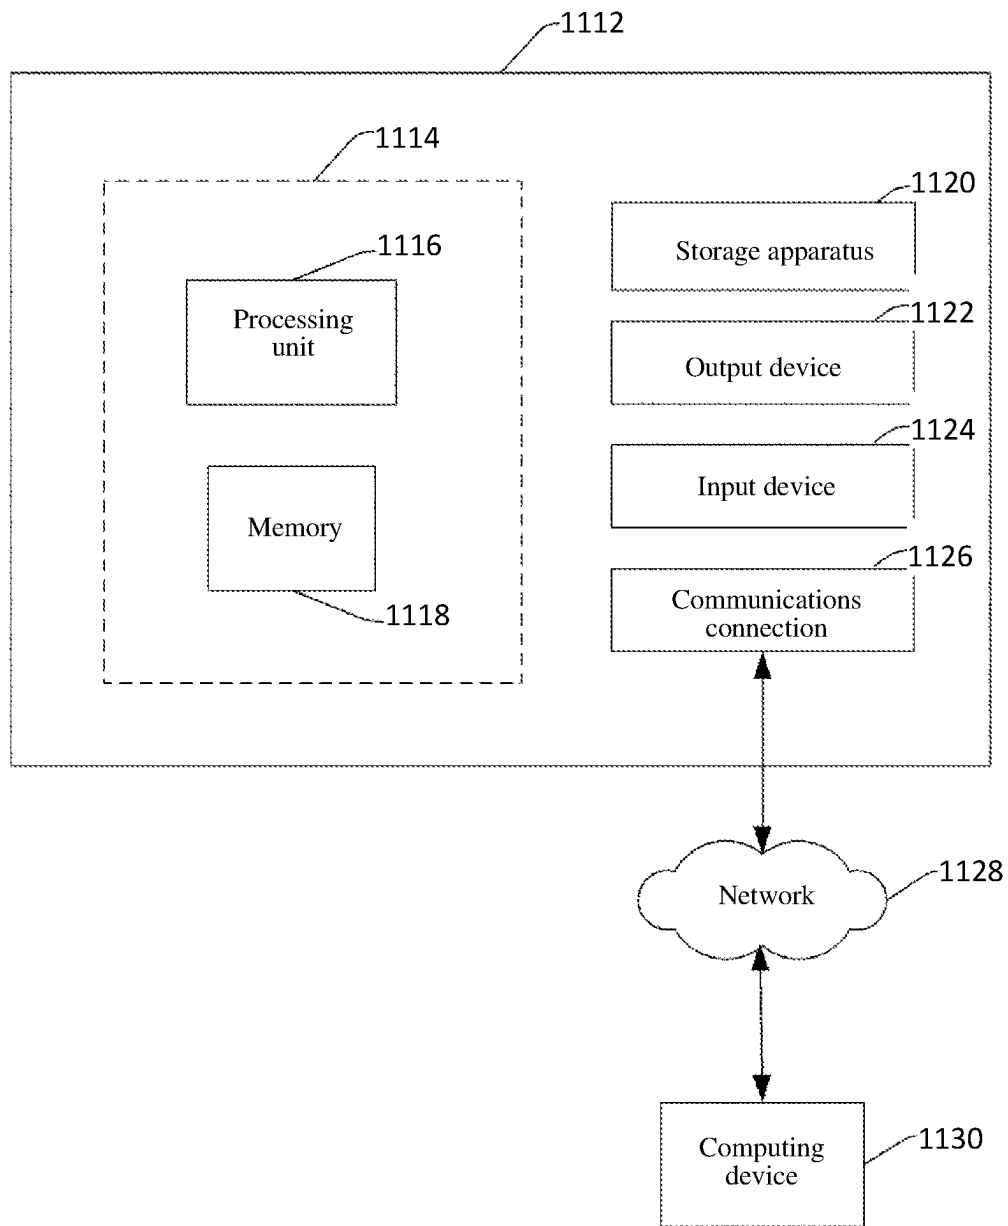 1112
1114
1116
Processing
unit
Memory
1118
1120
Storage apparatus
1122
Output device
1124
Input device
1126
Communications
connection
Network
1128
Computing
device
1130